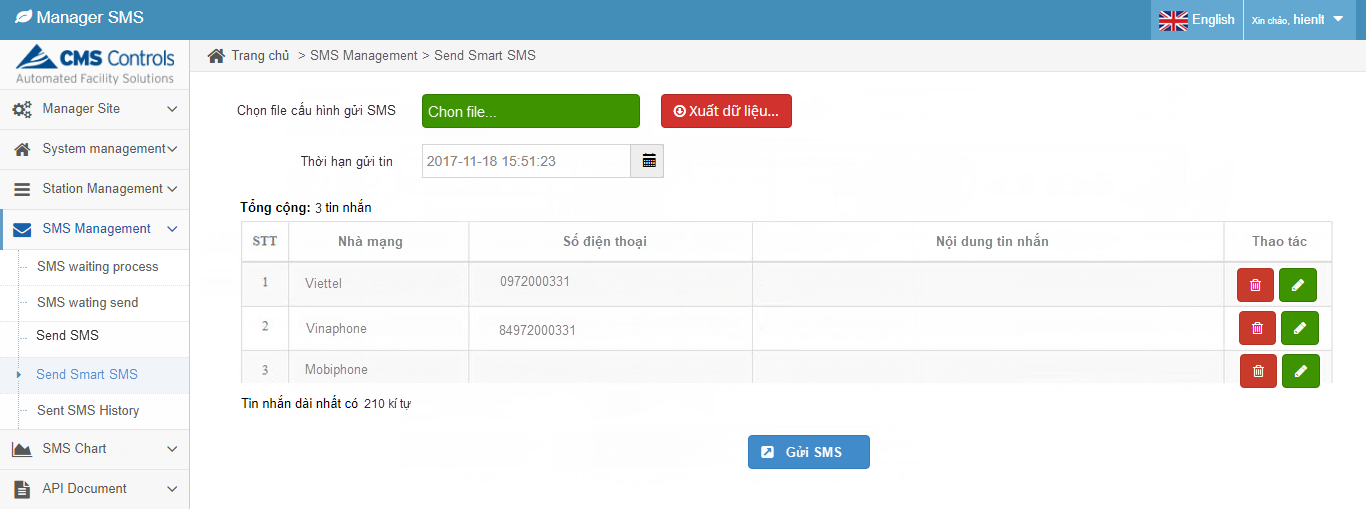 Manager SMS
English
Xin chào, hienlt
CMS Controls
Automated Facility Solutions
Trang chủ > SMS Management > Send Smart SMS
Manager Site
System management
Station Management
SMS Management
SMS waiting process
SMS wating send
Send SMS
Send Smart SMS
Sent SMS History
SMS Chart
API Document
Chọn file cấu hình gửi SMS
Chon file...
Xuất dữ liệu...
Thời hạn gửi tin
2017-11-18 15:51:23
Tổng cộng: 3 tin nhắn
STT Nhà mạng Số điện thoại Nội dung tin nhắn Thao tác
1 Viettel 0972000331
2 Vinaphone 84972000331
3 Mobiphone
Tin nhắn dài nhất có 210 kí tự
Gửi SMS